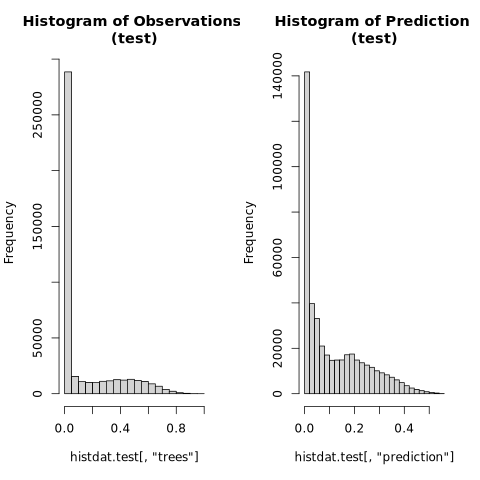 Histogram of Observations
(test)
Frequency
0
50000
150000
250000
0.0
0.4
0.8
histdat.test[, "trees"]
Histogram of Prediction
(test)
Frequency
0
20000
60000
100000
140000
0.0
0.2
0.4
histdat.test[, "prediction"]